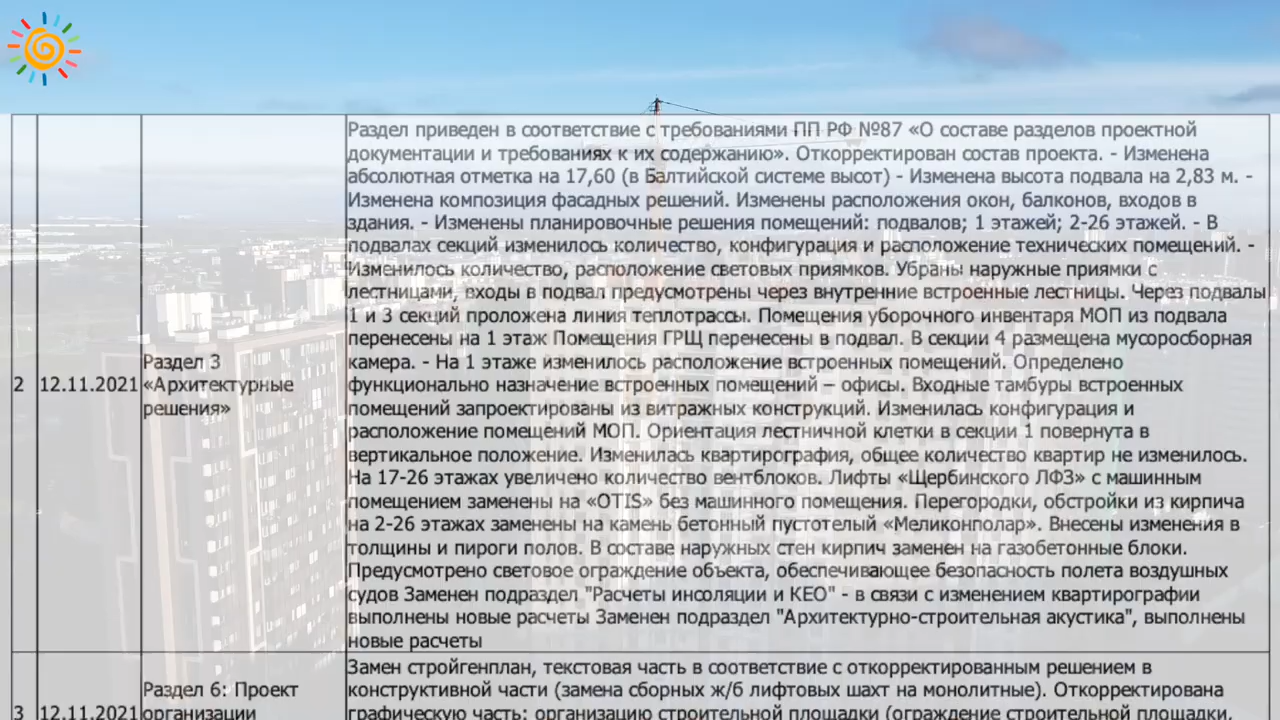 Раздел приведен в соответствие с требованиями ПП РФ №87 «О составе разделов проектной
документации и требованиях к их содержанию». Откорректирован состав проекта. - Изменена
абсолютная отметка на 17,60 (в Балтийской системе высот) - Изменена высота подвала на 2,83 м. -
Изменена композиция фасадных решений. Изменены расположения окон, балконов, входов в
здания. - Изменены планировочные решения помещений: подвалов; 1 этажей; 2-26 этажей. - В
подвалах секций изменилось количество, конфигурация и расположение технических помещений. -
Изменилось количество, расположение световых приямков. Убраны наружные приямки с
лестницами, входы в подвал предусмотрены через внутренние встроенные лестницы. Через подвалы
1 и 3 секций проложена линия теплотрассы. Помещения уборочного инвентаря МОП из подвала
перенесены на 1 этаж Помещения ГРЩ перенесены в подвал. В секции 4 размещена мусоросборная
камера. - На 1 этаже изменилось расположение встроенных помещений. Определено
функционально назначение встроенных помещений – офисы. Входные тамбуры встроенных
помещений запроектированы из витражных конструкций. Изменилась конфигурация и
расположение помещений МОП. Ориентация лестничной клетки в секции 1 повернута в
вертикальное положение. Изменилась квартирография, общее количество квартир не изменилось.
На 17-26 этажах увеличено количество вентблоков. Лифты «Щербинского ЛФЗ» с машинным
помещением заменены на «OTIS» без машинного помещения. Перегородки, обстройки из кирпича
на 2-26 этажах заменены на камень бетонный пустотелый «Меликонполар». Внесены изменения в
толщины и пироги полов. В составе наружных стен кирпич заменен на газобетонные блоки.
Предусмотрено световое ограждение объекта, обеспечивающее безопасность полета воздушных
судов Заменен подраздел "Расчеты инсоляции и КЕО" - в связи с изменением квартирографии
выполнены новые расчеты Заменен подраздел "Архитектурно-строительная акустика", выполнены
новые расчеты
2 12.11.2021
Раздел 3
«Архитектурные
решения»
Замен стройгенплан, текстовая часть в соответствие с откорректированным решением в
конструктивной части (замена сборных ж/б лифтовых шахт на монолитные). Откорректирована
графическую часть: организацию строительной площадки (ограждение строительной площадки,
Раздел 6: Проект
3 12.11.2021 организации